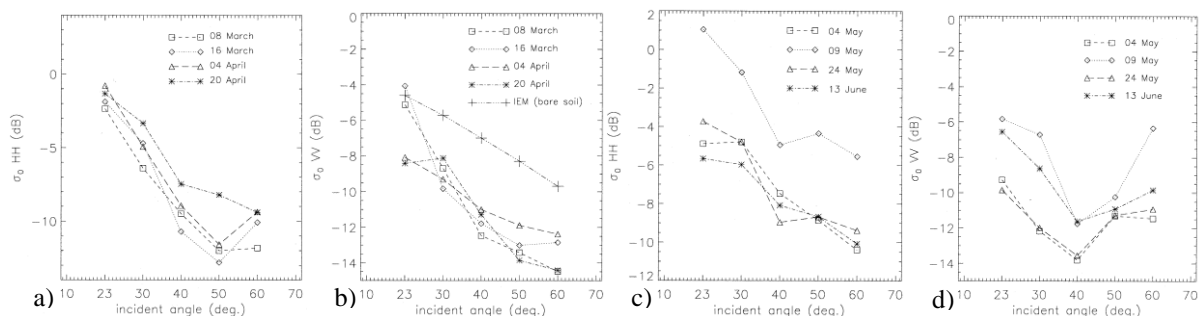 σ₀ HH (dB)
0
−5
−10
08 March
16 March
04 April
20 April
10 23 30 40 50 60 70
incident angle (deg.)
a)
σ₀ VV (dB)
0
−2
−4
−6
−8
−10
−12
−14
08 March
16 March
04 April
20 April
IEM (bare soil)
10 23 30 40 50 60 70
incident angle (deg.)
b)
σ₀ HH (dB)
2
0
−2
−4
−6
−8
−10
−12
04 May
09 May
24 May
13 June
10 23 30 40 50 60 70
incident angle (deg.)
c)
σ₀ VV (dB)
0
−2
−4
−6
−8
−10
−12
−14
04 May
09 May
24 May
13 June
10 23 30 40 50 60 70
incident angle (deg.)
d)